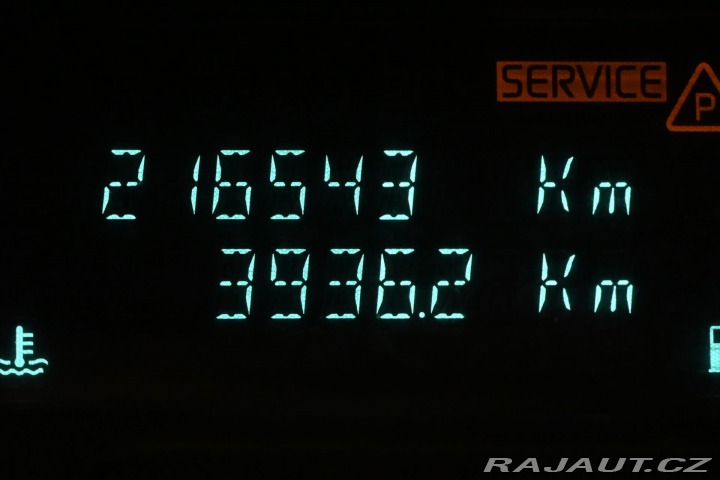 SERVICE
P
216543 Km
3936.2 Km
RAJAUT.CZ